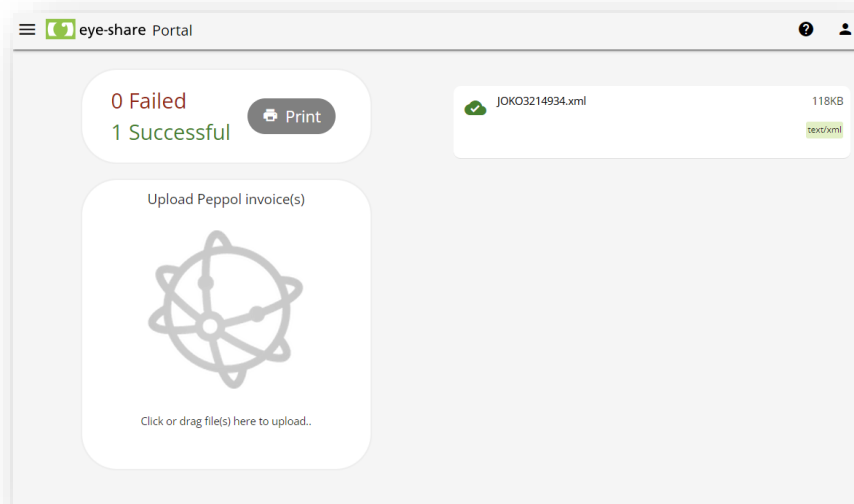 eye-share Portal
0 Failed
1 Successful
Print
JOKO3214934.xml
118KB
text/xml
Upload Peppol invoice(s)
Click or drag file(s) here to upload..